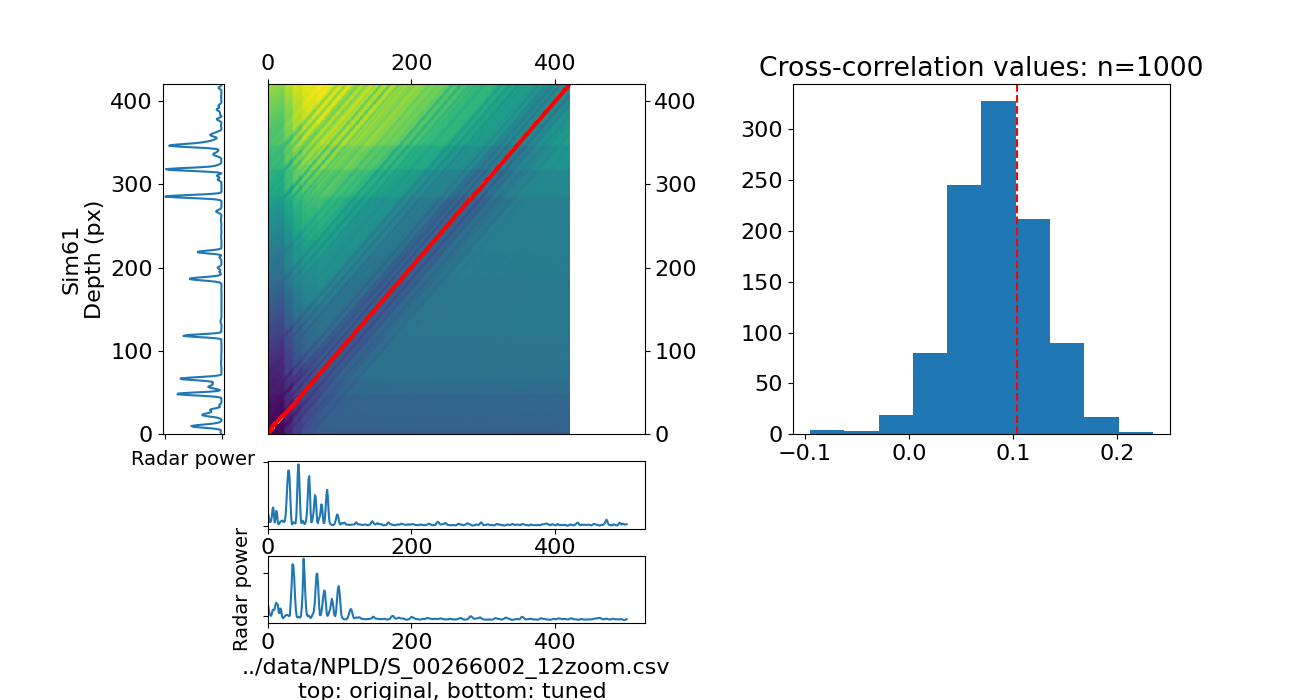 Cross-correlation values: n=1000
0 200 400
400
300
200
100
0
Sim61
Depth (px)
400
300
200
100
0
300
250
200
150
100
50
0
−0.1 0.0 0.1 0.2
Radar power
0 200 400
Radar power
0 200 400
../data/NPLD/S_00266002_12zoom.csv
top: original, bottom: tuned